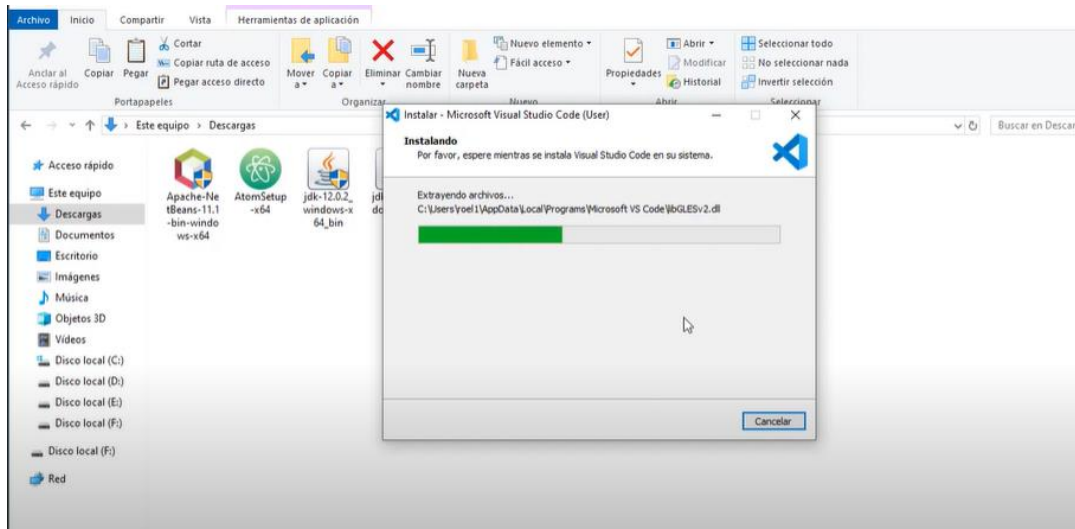 Archivo Inicio Compartir Vista Herramientas de aplicación
Anclar al Acceso rápido
Copiar
Pegar
Cortar
Copiar ruta de acceso
Pegar acceso directo
Portapapeles
Mover a
Copiar a
Eliminar
Cambiar nombre
Organizar
Nueva carpeta
Nuevo elemento
Fácil acceso
Nuevo
Propiedades
Abrir
Modificar
Historial
Abrir
Seleccionar todo
No seleccionar nada
Invertir selección
Seleccionar
Este equipo > Descargas
Buscar en Descar
Acceso rápido
Este equipo
Descargas
Documentos
Escritorio
Imágenes
Música
Objetos 3D
Vídeos
Disco local (C:)
Disco local (D:)
Disco local (E:)
Disco local (F:)
Disco local (F:)
Red
Apache-Ne
tBeans-11.1
-bin-windo
ws-x64
AtomSetup
-x64
jdk-12.0.2_
windows-x
64_bin
Instalar - Microsoft Visual Studio Code (User)
Instalando
Por favor, espere mientras se instala Visual Studio Code en su sistema.
Extrayendo archivos...
C:\Users\yoel1\AppData\Local\Programs\Microsoft VS Code\libGLESv2.dll
Cancelar